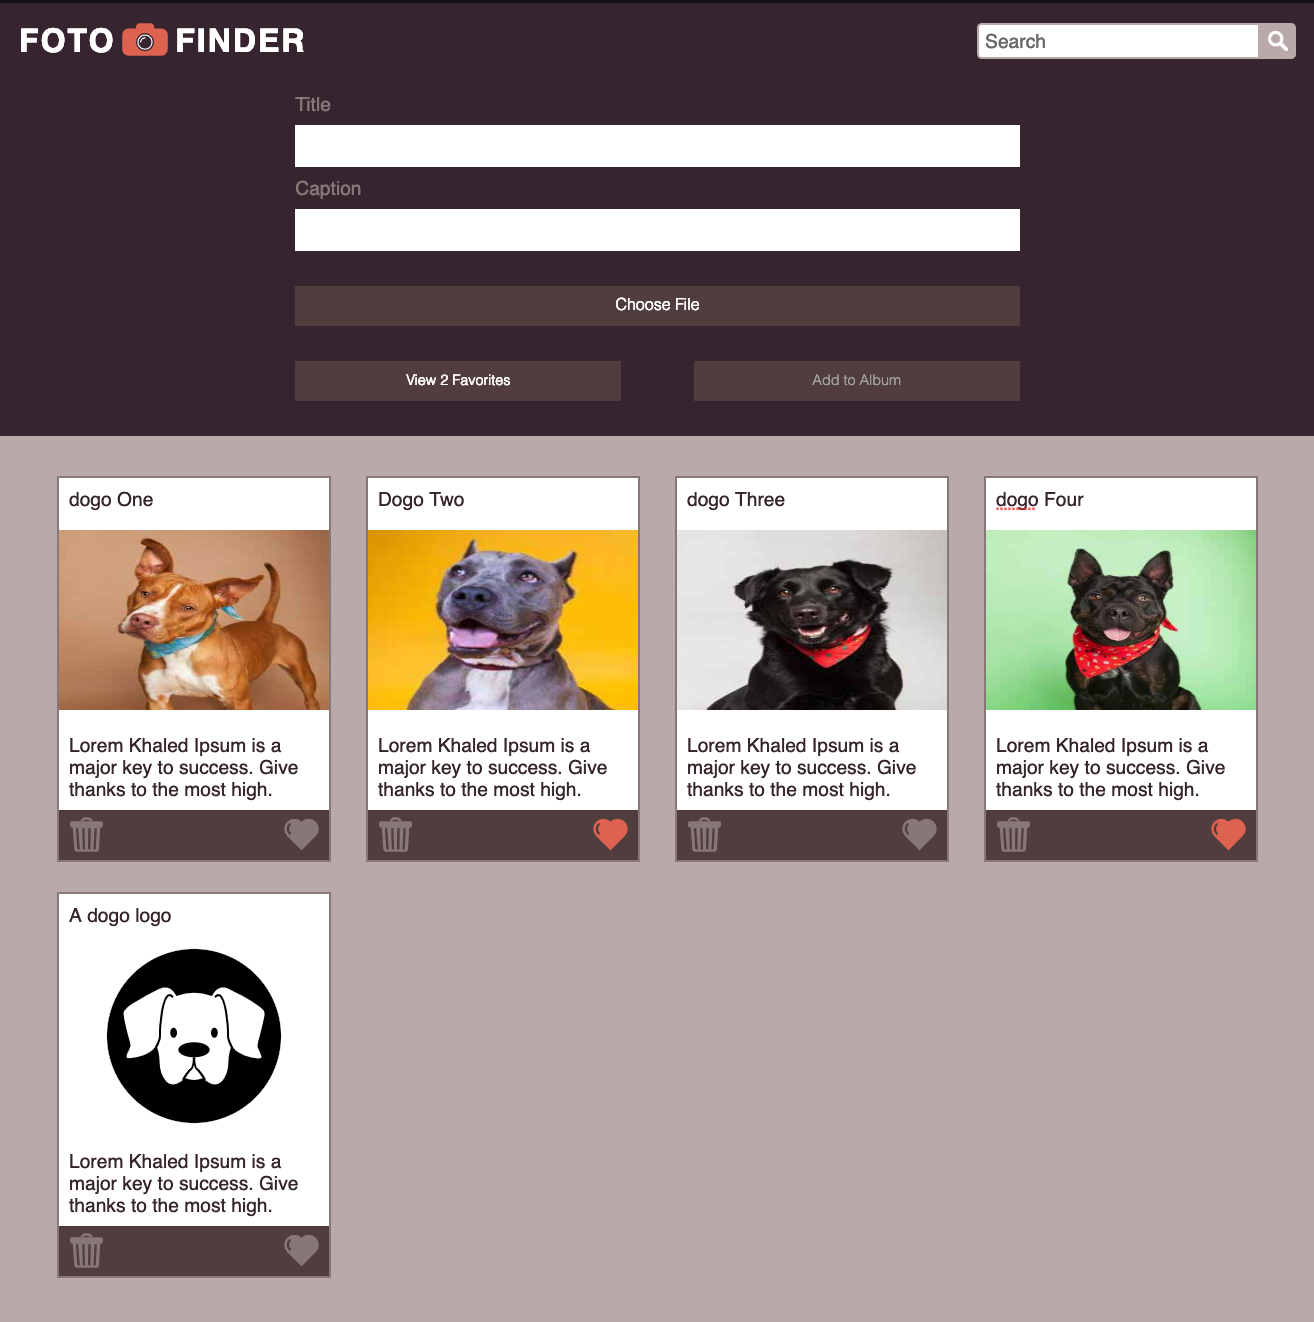 FOTO FINDER
Search
Title
Caption
Choose File
View 2 Favorites
Add to Album
dogo One
Lorem Khaled Ipsum is a
major key to success. Give
thanks to the most high.
Dogo Two
Lorem Khaled Ipsum is a
major key to success. Give
thanks to the most high.
dogo Three
Lorem Khaled Ipsum is a
major key to success. Give
thanks to the most high.
dogo Four
Lorem Khaled Ipsum is a
major key to success. Give
thanks to the most high.
A dogo logo
Lorem Khaled Ipsum is a
major key to success. Give
thanks to the most high.